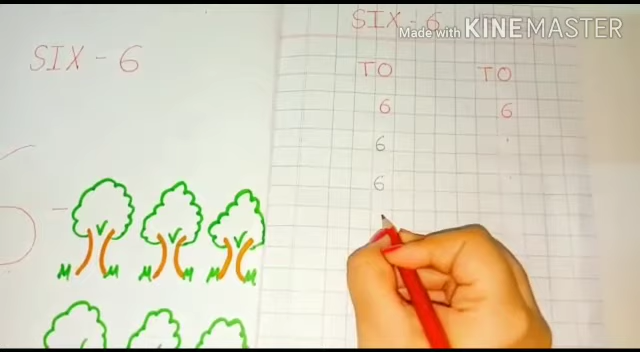 SIX - 6
SIX - 6
Made with KINEMASTER
TO TO
6 6
6
6